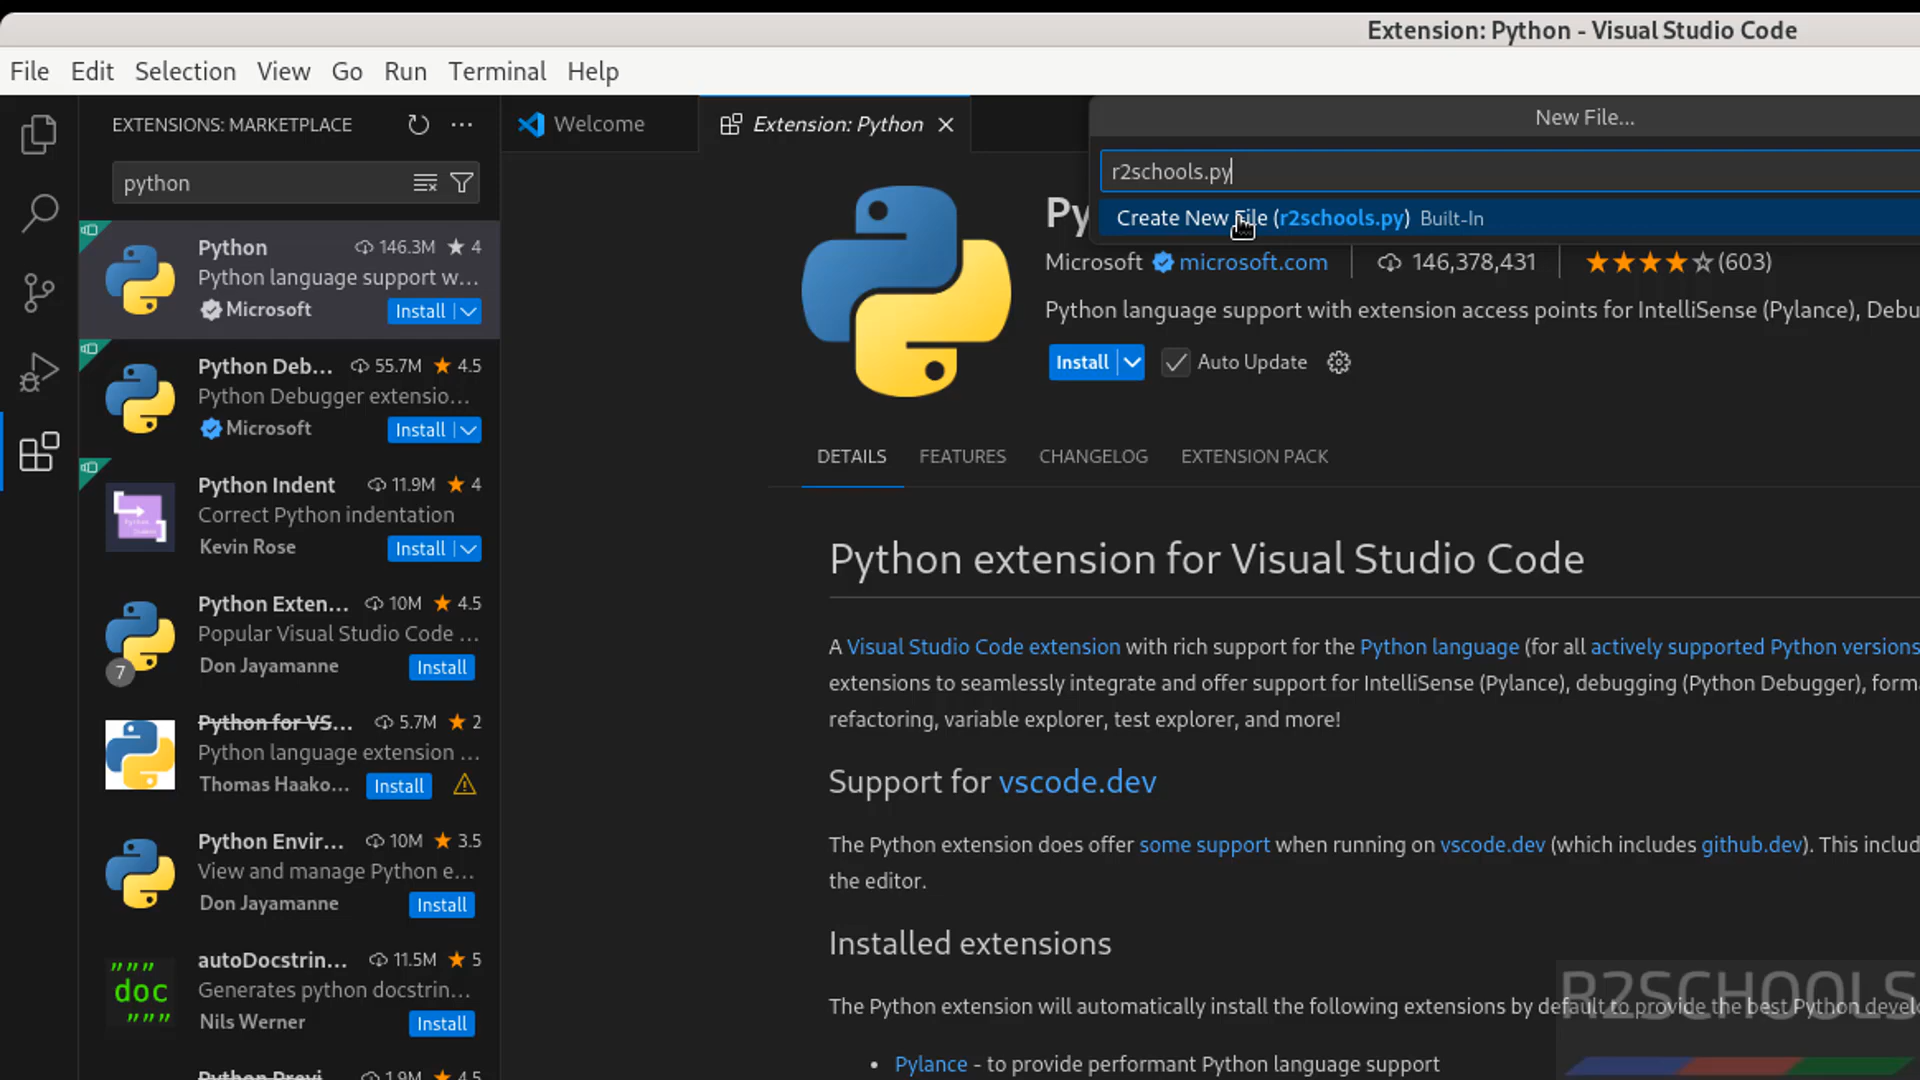 Extension: Python - Visual Studio Code
File Edit Selection View Go Run Terminal Help
EXTENSIONS: MARKETPLACE
python
Python 146.3M 4
Python language support w...
Microsoft Install
Python Deb... 55.7M 4.5
Python Debugger extensio...
Microsoft Install
Python Indent 11.9M 4
Correct Python indentation
Kevin Rose Install
Python Exten... 10M 4.5
Popular Visual Studio Code ...
Don Jayamanne Install
7
Python for VS... 5.7M 2
Python language extension ...
Thomas Haako... Install
Python Envir... 10M 3.5
View and manage Python e...
Don Jayamanne Install
autoDocstrin... 11.5M 5
Generates python docstrin...
Nils Werner Install
""" doc """
Python Previ... 1.9M 4.5
Welcome
Extension: Python
New File...
r2schools.py
Create New File (r2schools.py) Built-In
Py
Microsoft microsoft.com 146,378,431 (603)
Python language support with extension access points for IntelliSense (Pylance), Debu
Install Auto Update
DETAILS FEATURES CHANGELOG EXTENSION PACK
Python extension for Visual Studio Code
A Visual Studio Code extension with rich support for the Python language (for all actively supported Python versions
extensions to seamlessly integrate and offer support for IntelliSense (Pylance), debugging (Python Debugger), forma
refactoring, variable explorer, test explorer, and more!
Support for vscode.dev
The Python extension does offer some support when running on vscode.dev (which includes github.dev). This includ
the editor.
Installed extensions
The Python extension will automatically install the following extensions by default to provide the best Python devel
• Pylance - to provide performant Python language support
R2SCHOOLS